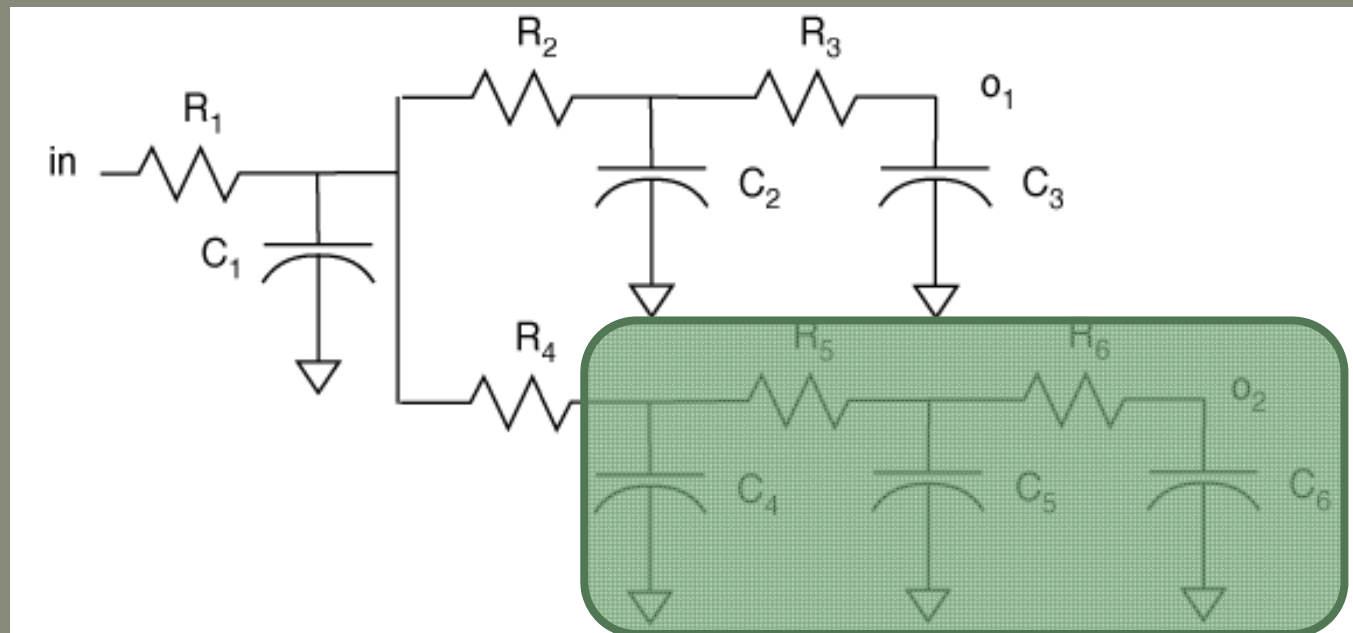 R₂ R₃
o₁
R₁
in
C₂ C₃
C₁
R₄ R₅ R₆
o₂
C₄ C₅ C₆